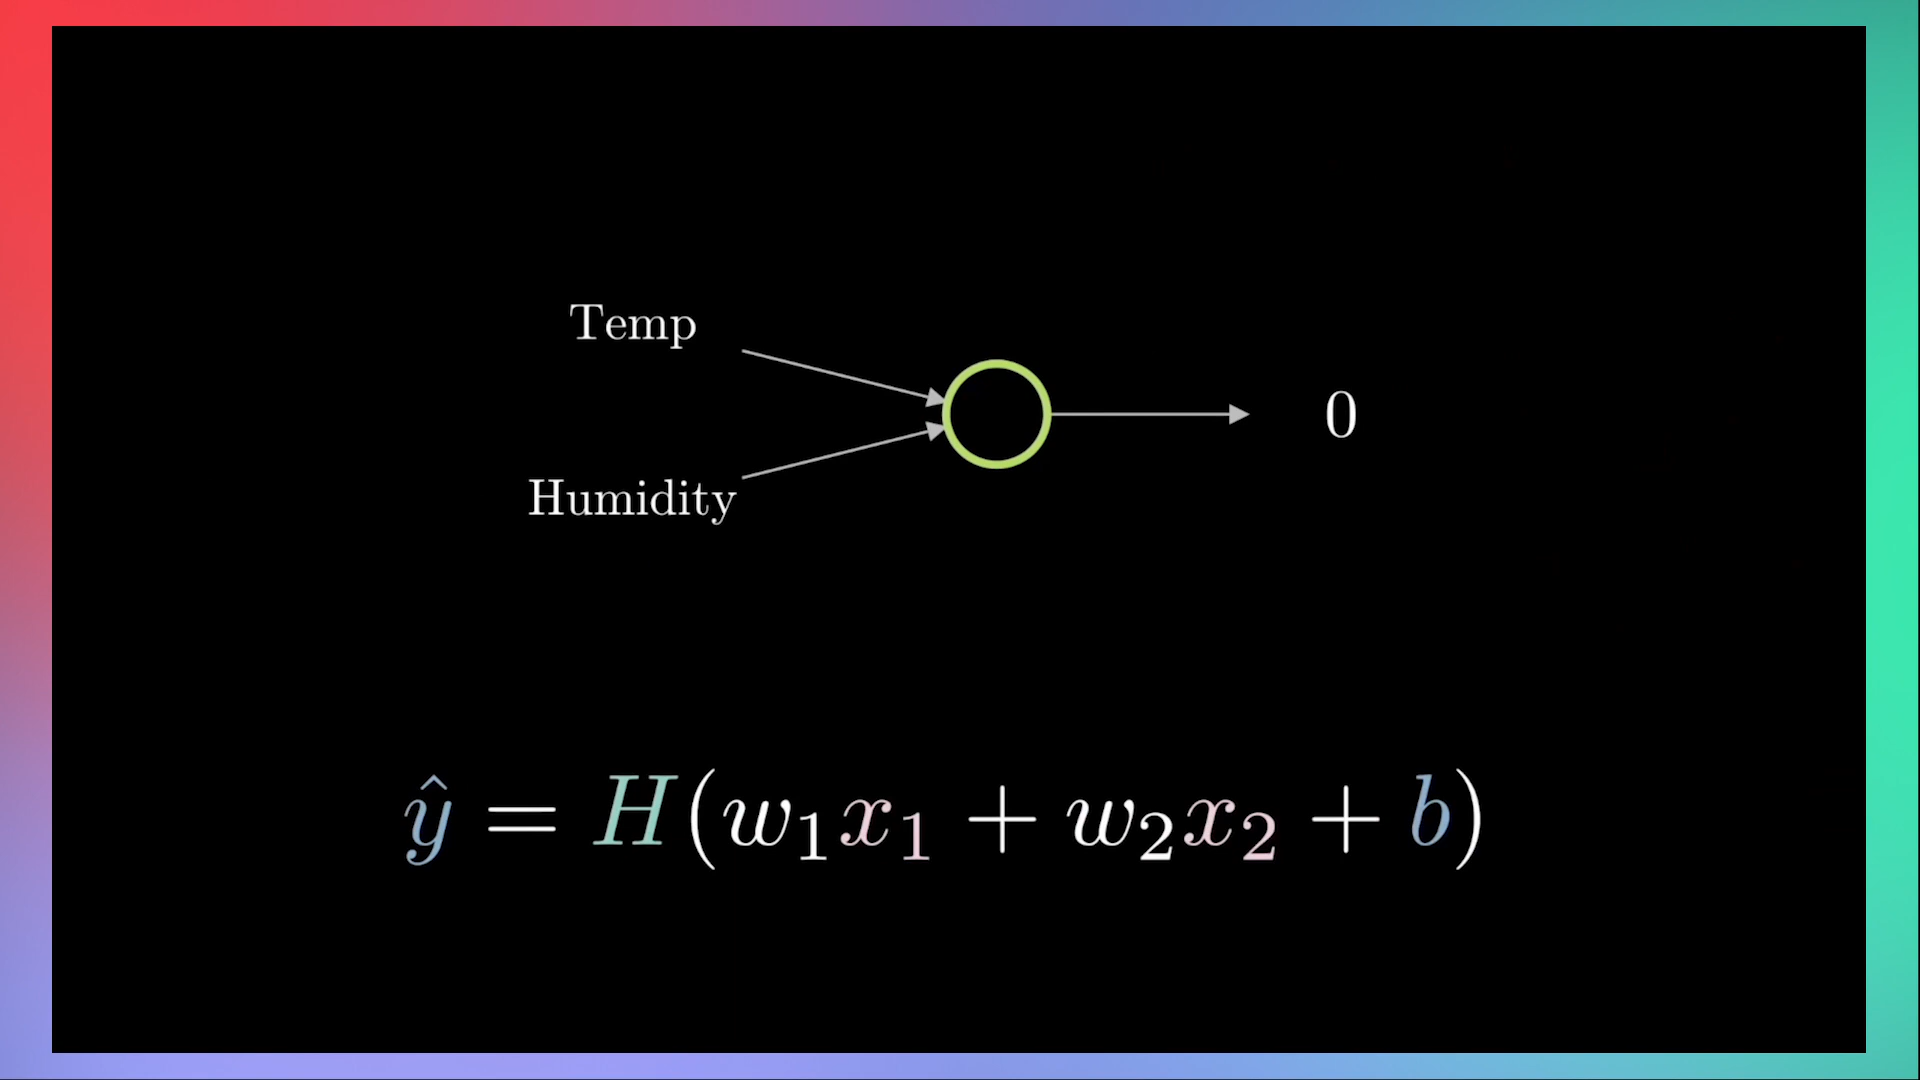 Temp
Humidity
0
ŷ = H(w₁x₁ + w₂x₂ + b)